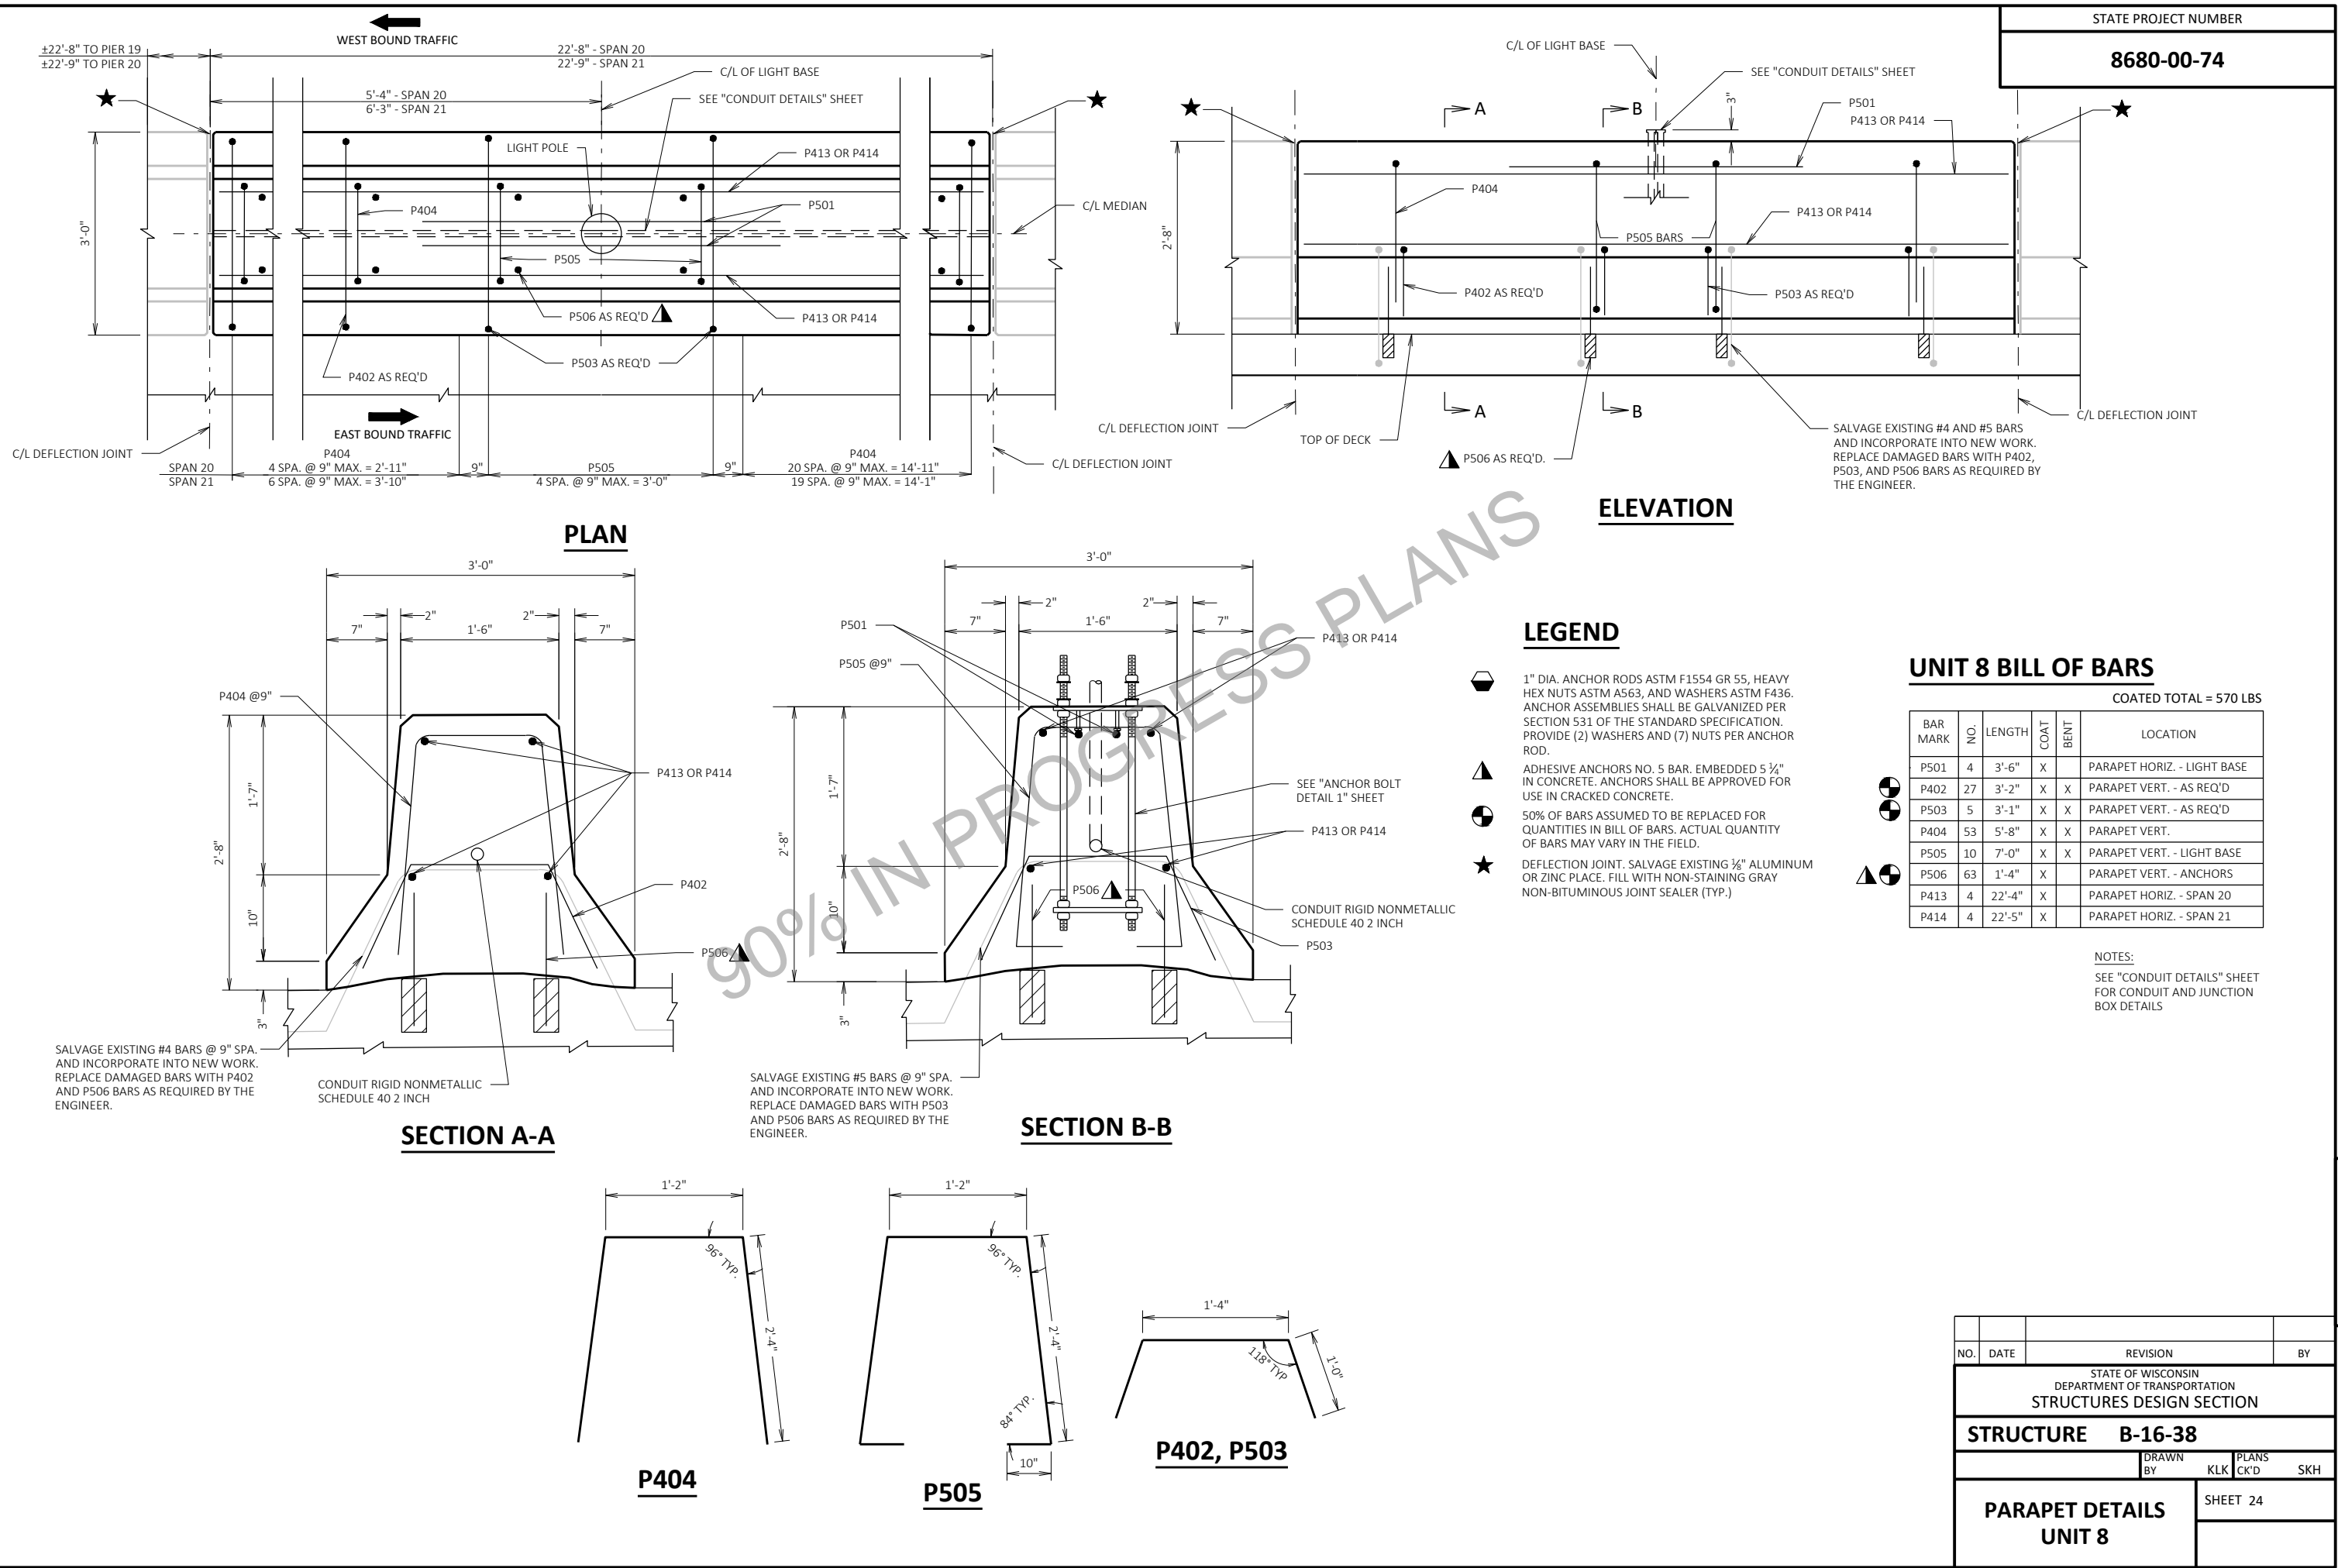 STATE PROJECT NUMBER
8680-00-74
WEST BOUND TRAFFIC
±22'-8" TO PIER 19
±22'-9" TO PIER 20
22'-8" - SPAN 20
22'-9" - SPAN 21
5'-4" - SPAN 20
6'-3" - SPAN 21
C/L OF LIGHT BASE
SEE "CONDUIT DETAILS" SHEET
LIGHT POLE
P413 OR P414
P404
P501
C/L MEDIAN
3'-0"
P505
P506 AS REQ'D
P413 OR P414
P503 AS REQ'D
P402 AS REQ'D
EAST BOUND TRAFFIC
C/L DEFLECTION JOINT
C/L DEFLECTION JOINT
SPAN 20
SPAN 21
P404
4 SPA. @ 9" MAX. = 2'-11"
6 SPA. @ 9" MAX. = 3'-10"
9"
P505
4 SPA. @ 9" MAX. = 3'-0"
9"
P404
20 SPA. @ 9" MAX. = 14'-11"
19 SPA. @ 9" MAX. = 14'-1"
PLAN
C/L OF LIGHT BASE
SEE "CONDUIT DETAILS" SHEET
3"
A
B
P501
P413 OR P414
P404
P413 OR P414
P505 BARS
2'-8"
P402 AS REQ'D
P503 AS REQ'D
A
B
C/L DEFLECTION JOINT
TOP OF DECK
P506 AS REQ'D.
C/L DEFLECTION JOINT
SALVAGE EXISTING #4 AND #5 BARS
AND INCORPORATE INTO NEW WORK.
REPLACE DAMAGED BARS WITH P402,
P503, AND P506 BARS AS REQUIRED BY
THE ENGINEER.
ELEVATION
90% IN PROGRESS PLANS
3'-0"
2"
2"
7"
1'-6"
7"
P404 @9"
P413 OR P414
1'-7"
2'-8"
10"
3"
P402
P506
SALVAGE EXISTING #4 BARS @ 9" SPA.
AND INCORPORATE INTO NEW WORK.
REPLACE DAMAGED BARS WITH P402
AND P506 BARS AS REQUIRED BY THE
ENGINEER.
CONDUIT RIGID NONMETALLIC
SCHEDULE 40 2 INCH
SECTION A-A
3'-0"
2"
2"
7"
1'-6"
7"
P501
P505 @9"
P413 OR P414
SEE "ANCHOR BOLT
DETAIL 1" SHEET
P413 OR P414
1'-7"
2'-8"
10"
3"
P506
CONDUIT RIGID NONMETALLIC
SCHEDULE 40 2 INCH
P503
SALVAGE EXISTING #5 BARS @ 9" SPA.
AND INCORPORATE INTO NEW WORK.
REPLACE DAMAGED BARS WITH P503
AND P506 BARS AS REQUIRED BY THE
ENGINEER.
SECTION B-B
LEGEND
1" DIA. ANCHOR RODS ASTM F1554 GR 55, HEAVY
HEX NUTS ASTM A563, AND WASHERS ASTM F436.
ANCHOR ASSEMBLIES SHALL BE GALVANIZED PER
SECTION 531 OF THE STANDARD SPECIFICATION.
PROVIDE (2) WASHERS AND (7) NUTS PER ANCHOR
ROD.
ADHESIVE ANCHORS NO. 5 BAR. EMBEDDED 5 ¼"
IN CONCRETE. ANCHORS SHALL BE APPROVED FOR
USE IN CRACKED CONCRETE.
50% OF BARS ASSUMED TO BE REPLACED FOR
QUANTITIES IN BILL OF BARS. ACTUAL QUANTITY
OF BARS MAY VARY IN THE FIELD.
DEFLECTION JOINT. SALVAGE EXISTING ⅛" ALUMINUM
OR ZINC PLACE. FILL WITH NON-STAINING GRAY
NON-BITUMINOUS JOINT SEALER (TYP.)
UNIT 8 BILL OF BARS
COATED TOTAL = 570 LBS
BAR MARK NO. LENGTH COAT BENT LOCATION
P501 4 3'-6" X PARAPET HORIZ. - LIGHT BASE
P402 27 3'-2" X X PARAPET VERT. - AS REQ'D
P503 5 3'-1" X X PARAPET VERT. - AS REQ'D
P404 53 5'-8" X X PARAPET VERT.
P505 10 7'-0" X X PARAPET VERT. - LIGHT BASE
P506 63 1'-4" X PARAPET VERT. - ANCHORS
P413 4 22'-4" X PARAPET HORIZ. - SPAN 20
P414 4 22'-5" X PARAPET HORIZ. - SPAN 21
NOTES:
SEE "CONDUIT DETAILS" SHEET
FOR CONDUIT AND JUNCTION
BOX DETAILS
1'-2"
96° TYP.
2'-4"
P404
1'-2"
96° TYP.
2'-4"
84° TYP.
10"
P505
1'-4"
118° TYP
1'-0"
P402, P503
NO. DATE REVISION BY
STATE OF WISCONSIN
DEPARTMENT OF TRANSPORTATION
STRUCTURES DESIGN SECTION
STRUCTURE B-16-38
DRAWN BY KLK PLANS CK'D SKH
PARAPET DETAILS
UNIT 8
SHEET 24